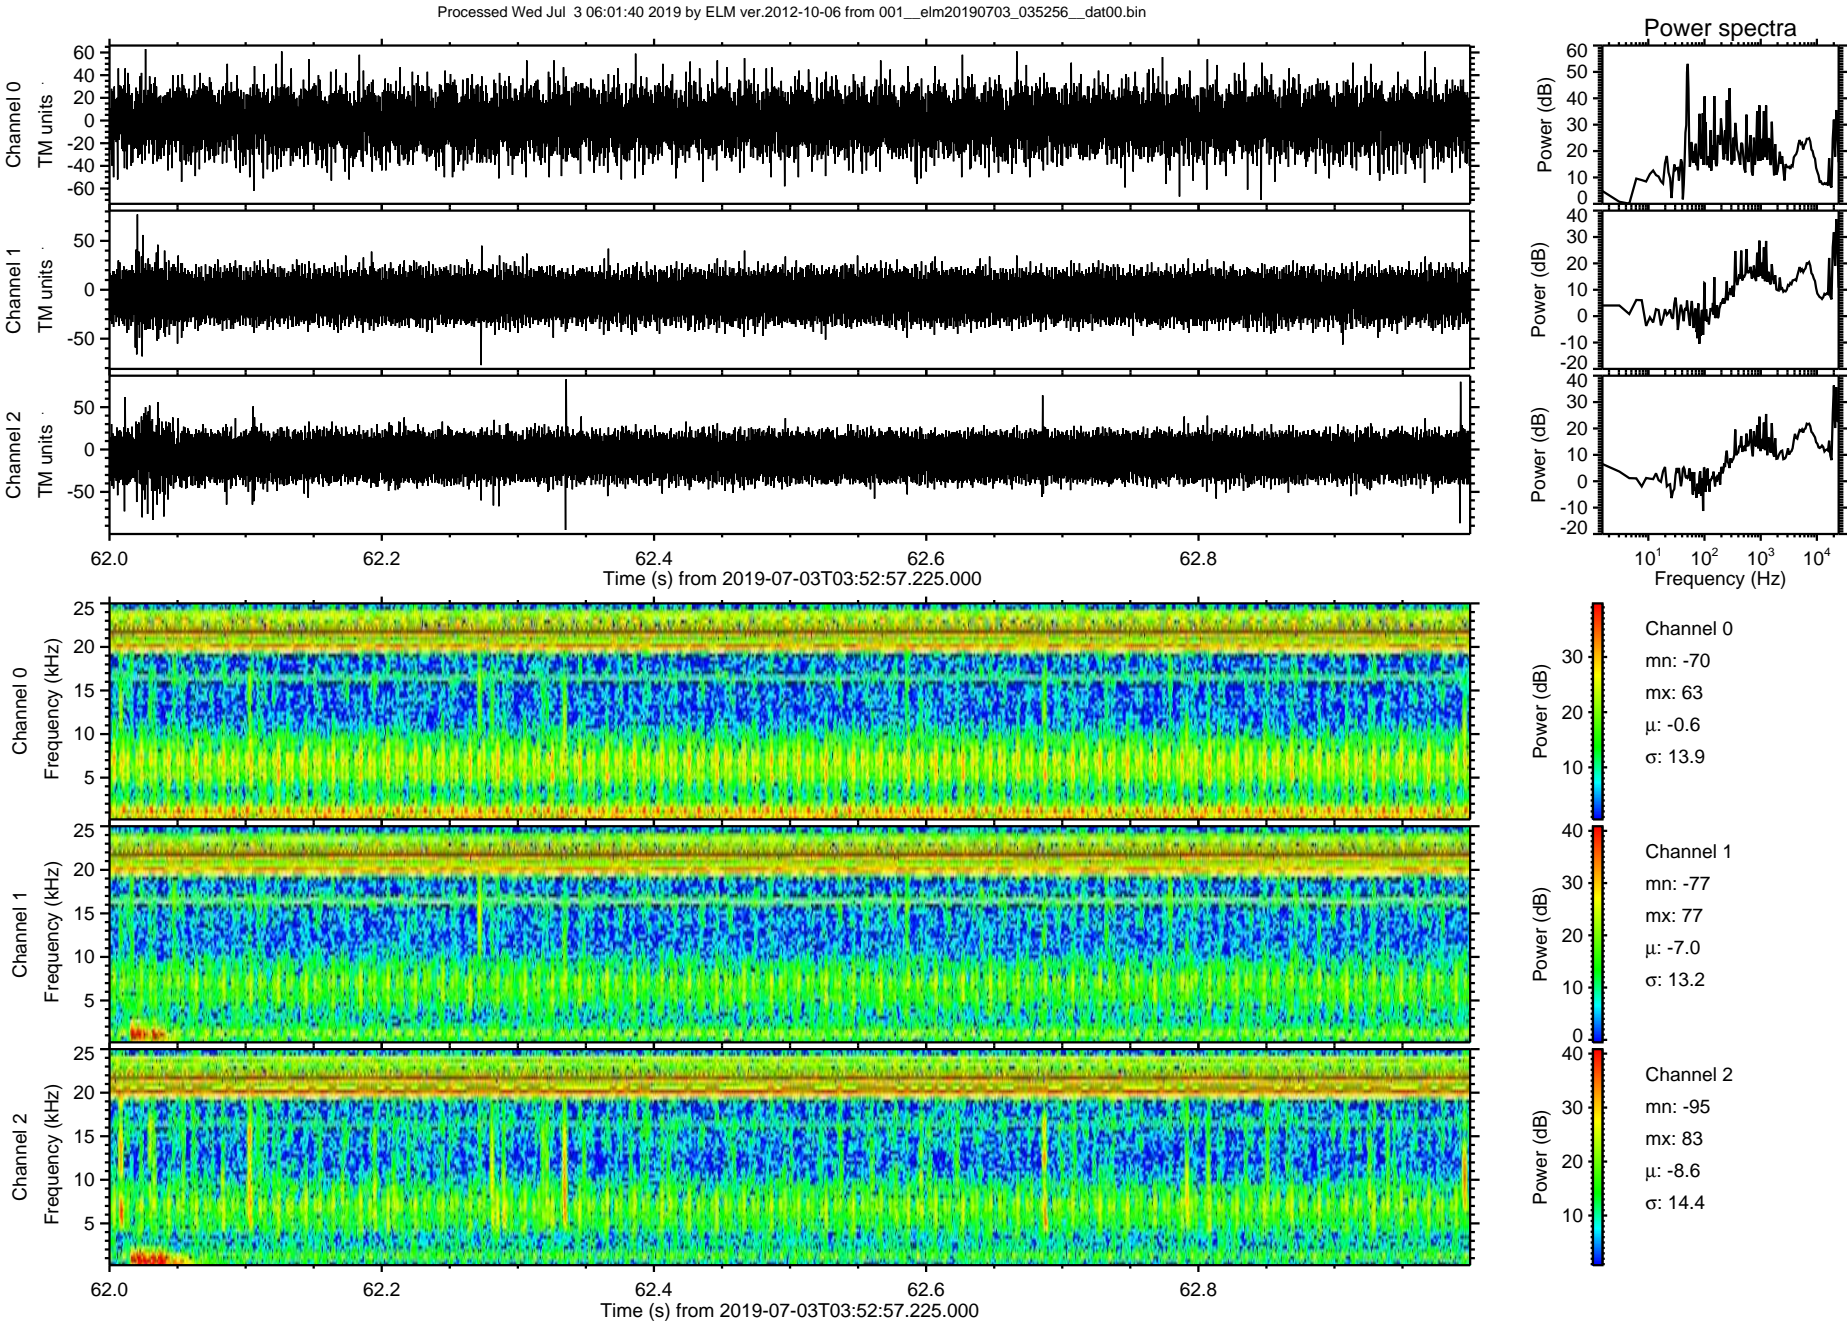 Processed Wed Jul  3 06:01:40 2019 by ELM ver.2012-10-06 from 001__elm20190703_035256__dat00.bin
Power spectra
Channel 0
TM units
60
40
20
0
-20
-40
-60
Power (dB)
60
50
40
30
20
10
0
Channel 1
TM units
50
0
-50
Power (dB)
40
30
20
10
0
-10
-20
Channel 2
TM units
50
0
-50
Power (dB)
40
30
20
10
0
-10
-20
62.0 62.2 62.4 62.6 62.8
Time (s) from 2019-07-03T03:52:57.225.000
10¹ 10² 10³ 10⁴
Frequency (Hz)
Channel 0
Frequency (kHz)
25
20
15
10
5
Power (dB)
30
20
10
Channel 0
mn: -70
mx: 63
μ: -0.6
σ: 13.9
Channel 1
Frequency (kHz)
25
20
15
10
5
Power (dB)
40
30
20
10
0
Channel 1
mn: -77
mx: 77
μ: -7.0
σ: 13.2
Channel 2
Frequency (kHz)
25
20
15
10
5
Power (dB)
40
30
20
10
Channel 2
mn: -95
mx: 83
μ: -8.6
σ: 14.4
62.0 62.2 62.4 62.6 62.8
Time (s) from 2019-07-03T03:52:57.225.000